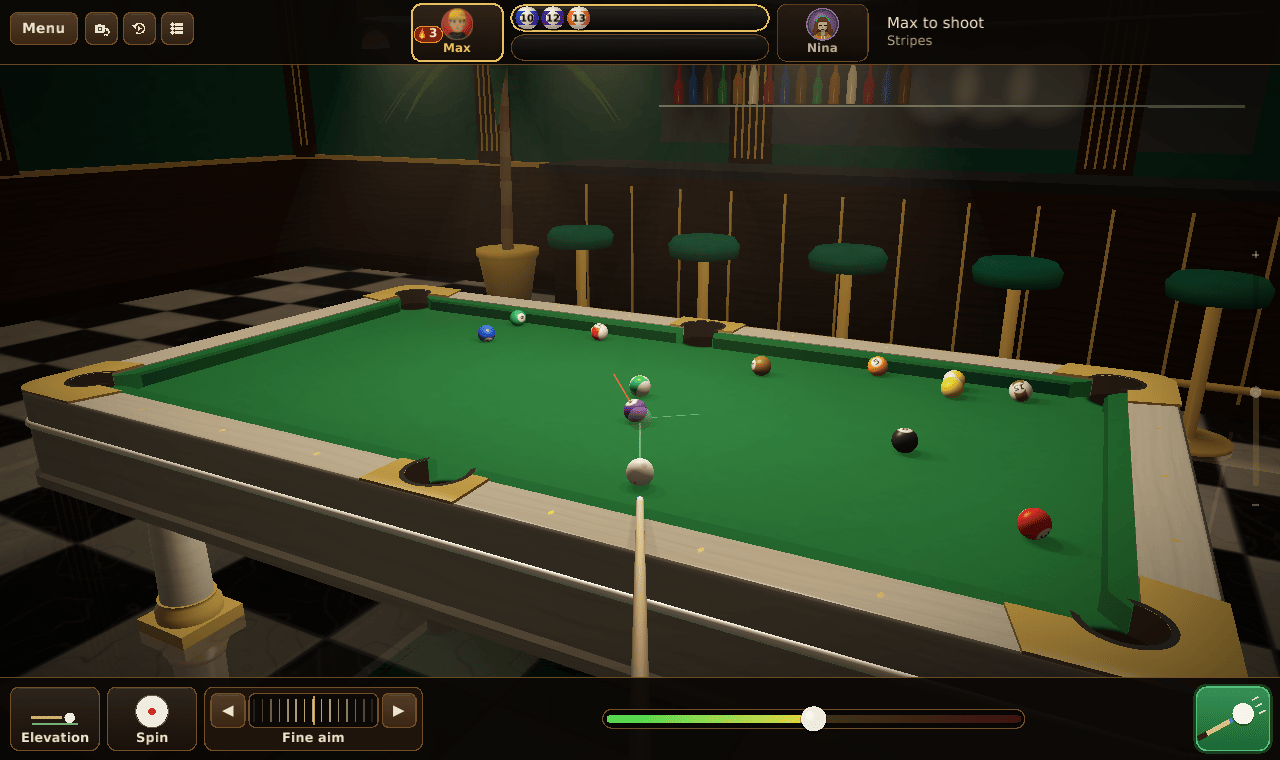 Menu
3
Max
10 12 13
Nina
Max to shoot
Stripes
Elevation
Spin
Fine aim